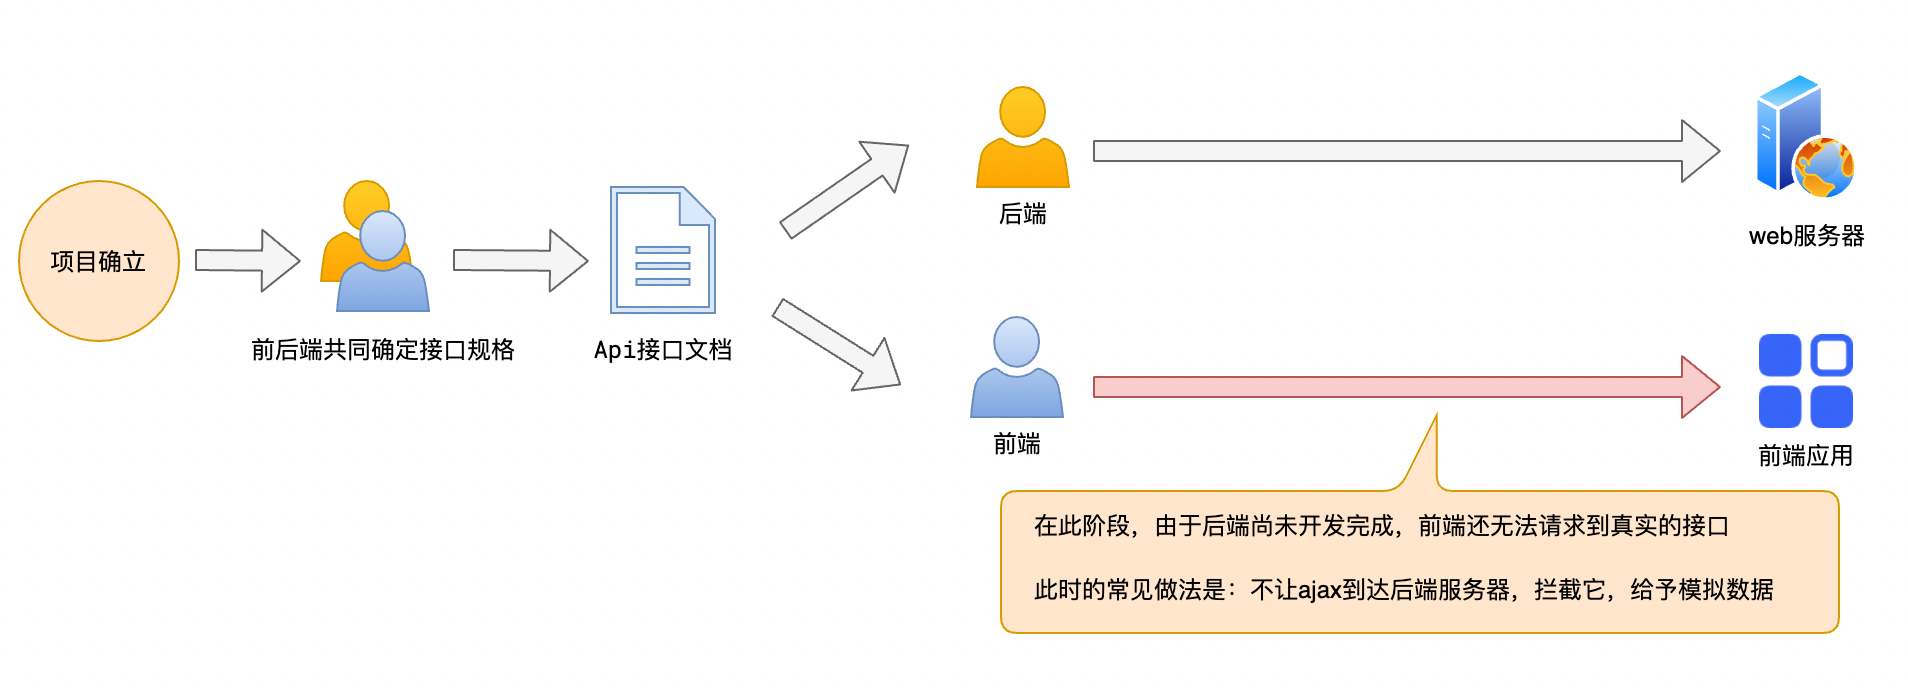 项目确立
前后端共同确定接口规格
Api接口文档
后端
web服务器
前端
前端应用
在此阶段，由于后端尚未开发完成，前端还无法请求到真实的接口
此时的常见做法是：不让ajax到达后端服务器，拦截它，给予模拟数据